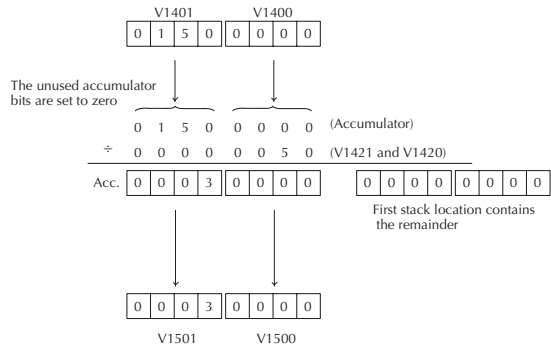 V1401 V1400
0 1 5 0 0 0 0 0
The unused accumulator
bits are set to zero
0 1 5 0 0 0 0 0 (Accumulator)
÷ 0 0 0 0 0 0 5 0 (V1421 and V1420)
Acc. 0 0 0 3 0 0 0 0 0 0 0 0 0 0 0 0
First stack location contains
the remainder
0 0 0 3 0 0 0 0
V1501 V1500